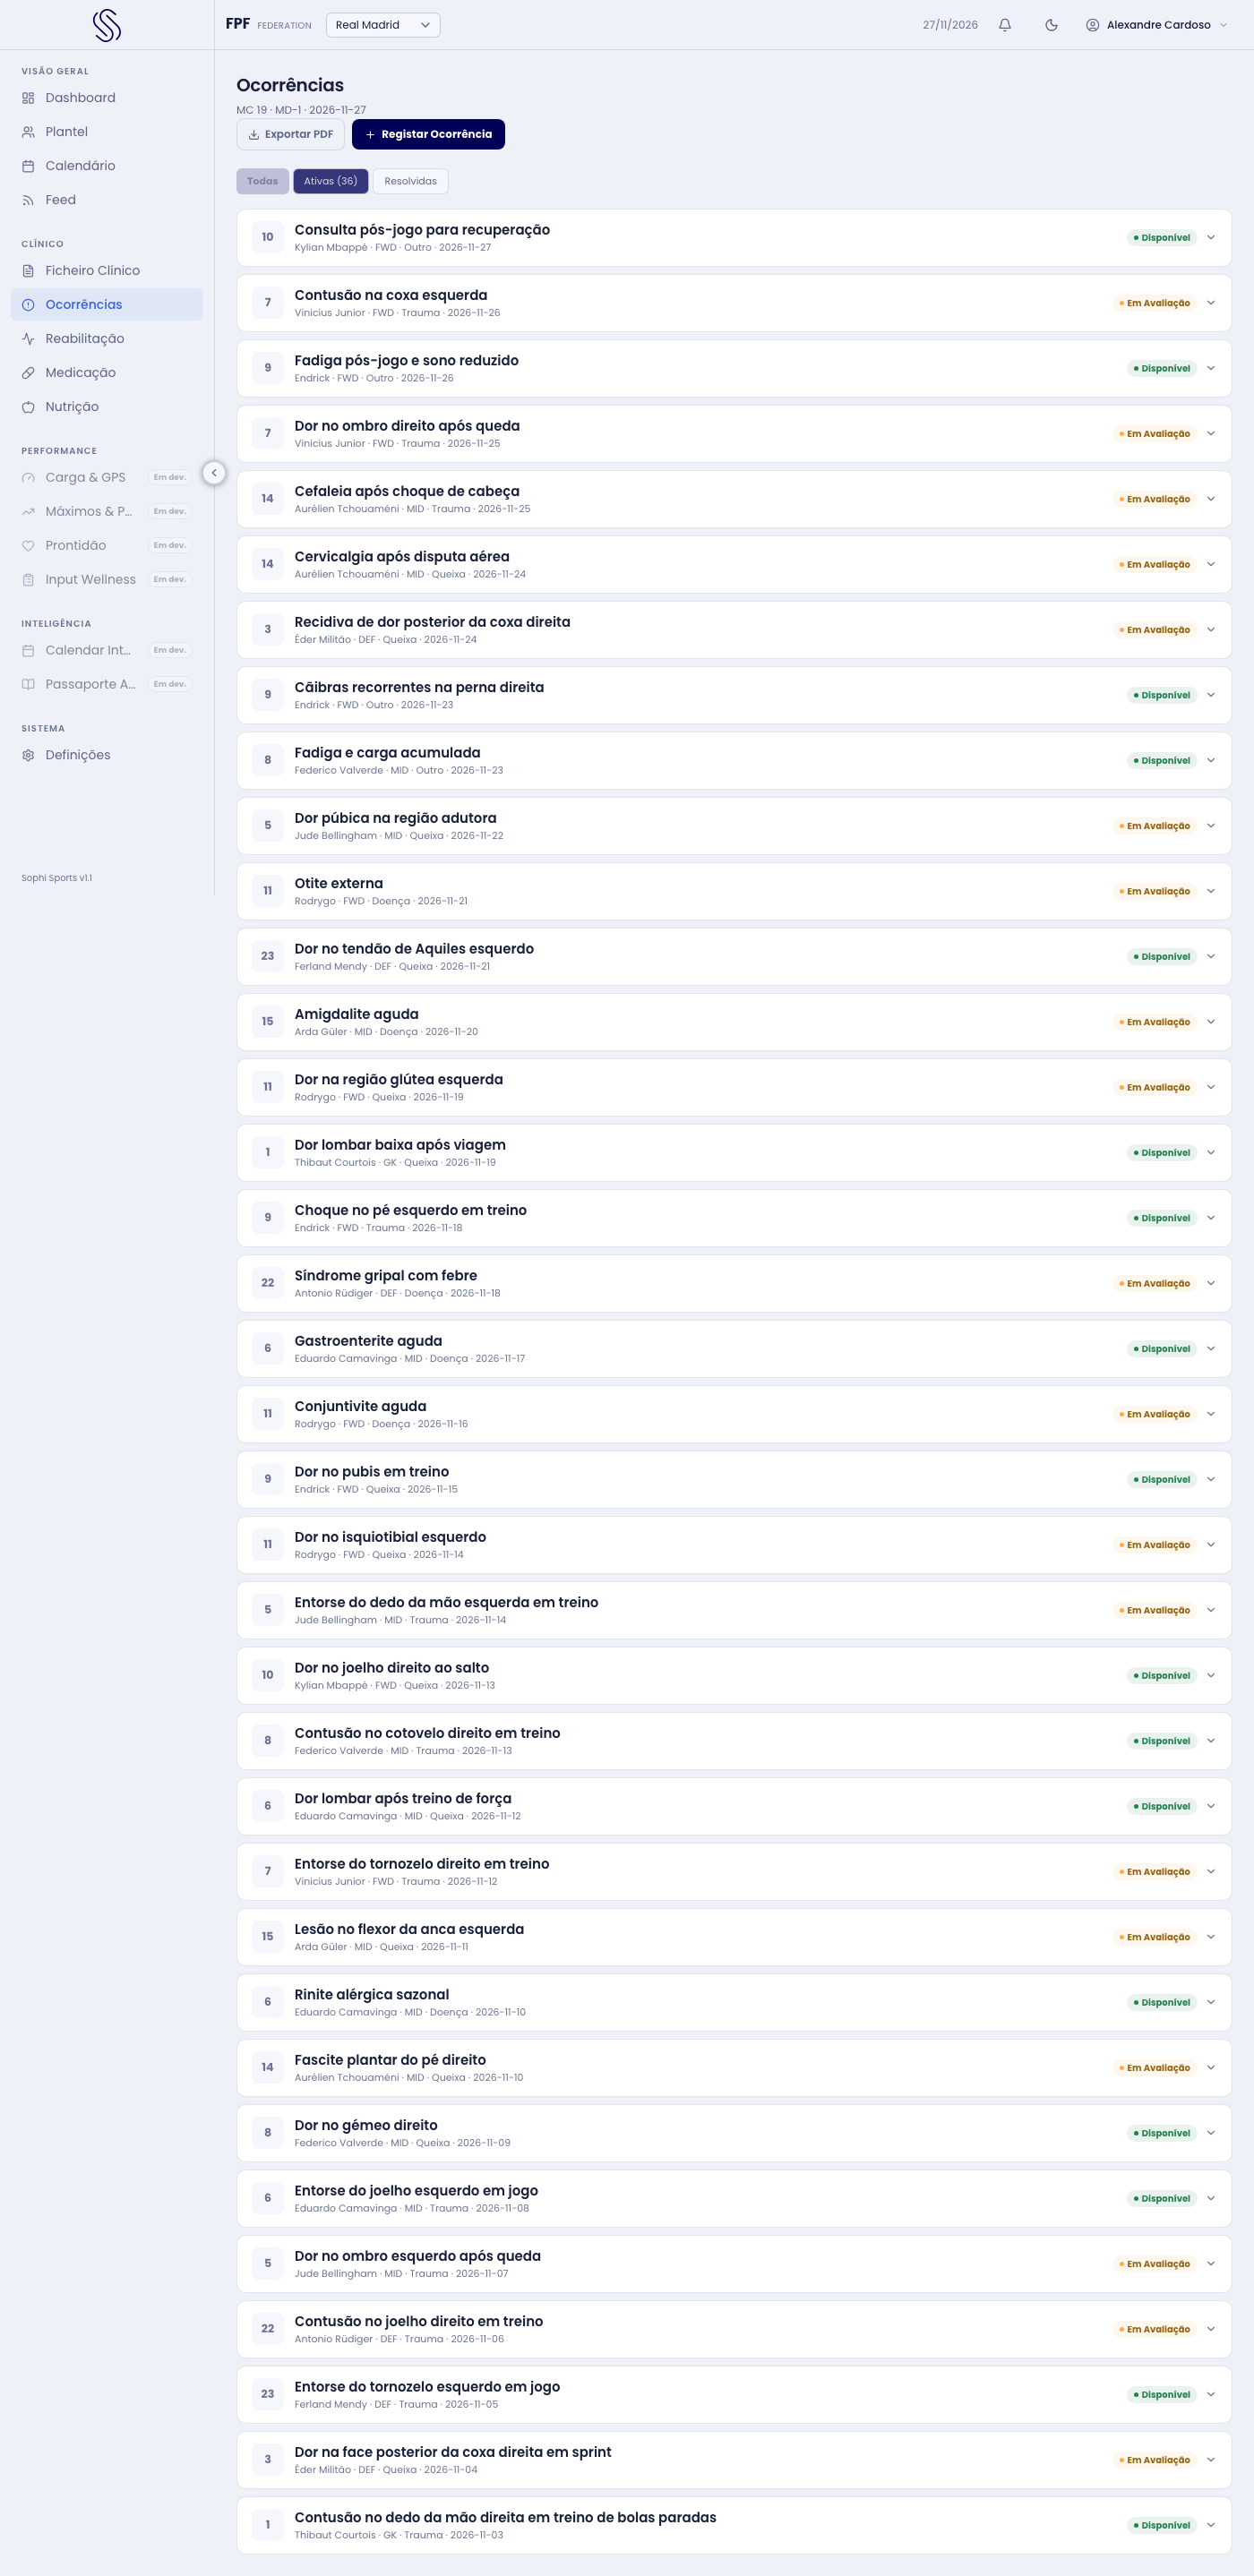 FPF FEDERATION Real Madrid 27/11/2026 Alexandre Cardoso
VISÃO GERAL
Dashboard
Plantel
Calendário
Feed
CLÍNICO
Ficheiro Clínico
Ocorrências
Reabilitação
Medicação
Nutrição
PERFORMANCE
Carga & GPS Em dev.
Máximos & P... Em dev.
Prontidão Em dev.
Input Wellness Em dev.
INTELIGÊNCIA
Calendar Int... Em dev.
Passaporte A... Em dev.
SISTEMA
Definições
Sophi Sports v1.1
Ocorrências
MC 19 · MD-1 · 2026-11-27
Exportar PDF + Registar Ocorrência
Todas Ativas (36) Resolvidas
10 Consulta pós-jogo para recuperação Disponível
Kylian Mbappé · FWD · Outro · 2026-11-27
7 Contusão na coxa esquerda Em Avaliação
Vinicius Junior · FWD · Trauma · 2026-11-26
9 Fadiga pós-jogo e sono reduzido Disponível
Endrick · FWD · Outro · 2026-11-26
7 Dor no ombro direito após queda Em Avaliação
Vinicius Junior · FWD · Trauma · 2026-11-25
14 Cefaleia após choque de cabeça Em Avaliação
Aurélien Tchouaméni · MID · Trauma · 2026-11-25
14 Cervicalgia após disputa aérea Em Avaliação
Aurélien Tchouaméni · MID · Queixa · 2026-11-24
3 Recidiva de dor posterior da coxa direita Em Avaliação
Éder Militão · DEF · Queixa · 2026-11-24
9 Cãibras recorrentes na perna direita Disponível
Endrick · FWD · Outro · 2026-11-23
8 Fadiga e carga acumulada Disponível
Federico Valverde · MID · Outro · 2026-11-23
5 Dor púbica na região adutora Em Avaliação
Jude Bellingham · MID · Queixa · 2026-11-22
11 Otite externa Em Avaliação
Rodrygo · FWD · Doença · 2026-11-21
23 Dor no tendão de Aquiles esquerdo Disponível
Ferland Mendy · DEF · Queixa · 2026-11-21
15 Amigdalite aguda Em Avaliação
Arda Güler · MID · Doença · 2026-11-20
11 Dor na região glútea esquerda Em Avaliação
Rodrygo · FWD · Queixa · 2026-11-19
1 Dor lombar baixa após viagem Disponível
Thibaut Courtois · GK · Queixa · 2026-11-19
9 Choque no pé esquerdo em treino Disponível
Endrick · FWD · Trauma · 2026-11-18
22 Síndrome gripal com febre Em Avaliação
Antonio Rüdiger · DEF · Doença · 2026-11-18
6 Gastroenterite aguda Disponível
Eduardo Camavinga · MID · Doença · 2026-11-17
11 Conjuntivite aguda Em Avaliação
Rodrygo · FWD · Doença · 2026-11-16
9 Dor no pubis em treino Disponível
Endrick · FWD · Queixa · 2026-11-15
11 Dor no isquiotibial esquerdo Em Avaliação
Rodrygo · FWD · Queixa · 2026-11-14
5 Entorse do dedo da mão esquerda em treino Em Avaliação
Jude Bellingham · MID · Trauma · 2026-11-14
10 Dor no joelho direito ao salto Disponível
Kylian Mbappé · FWD · Queixa · 2026-11-13
8 Contusão no cotovelo direito em treino Disponível
Federico Valverde · MID · Trauma · 2026-11-13
6 Dor lombar após treino de força Disponível
Eduardo Camavinga · MID · Queixa · 2026-11-12
7 Entorse do tornozelo direito em treino Em Avaliação
Vinicius Junior · FWD · Trauma · 2026-11-12
15 Lesão no flexor da anca esquerda Em Avaliação
Arda Güler · MID · Queixa · 2026-11-11
6 Rinite alérgica sazonal Disponível
Eduardo Camavinga · MID · Doença · 2026-11-10
14 Fascite plantar do pé direito Em Avaliação
Aurélien Tchouaméni · MID · Queixa · 2026-11-10
8 Dor no gémeo direito Disponível
Federico Valverde · MID · Queixa · 2026-11-09
6 Entorse do joelho esquerdo em jogo Disponível
Eduardo Camavinga · MID · Trauma · 2026-11-08
5 Dor no ombro esquerdo após queda Em Avaliação
Jude Bellingham · MID · Trauma · 2026-11-07
22 Contusão no joelho direito em treino Em Avaliação
Antonio Rüdiger · DEF · Trauma · 2026-11-06
23 Entorse do tornozelo esquerdo em jogo Disponível
Ferland Mendy · DEF · Trauma · 2026-11-05
3 Dor na face posterior da coxa direita em sprint Em Avaliação
Éder Militão · DEF · Queixa · 2026-11-04
1 Contusão no dedo da mão direita em treino de bolas paradas Disponível
Thibaut Courtois · GK · Trauma · 2026-11-03